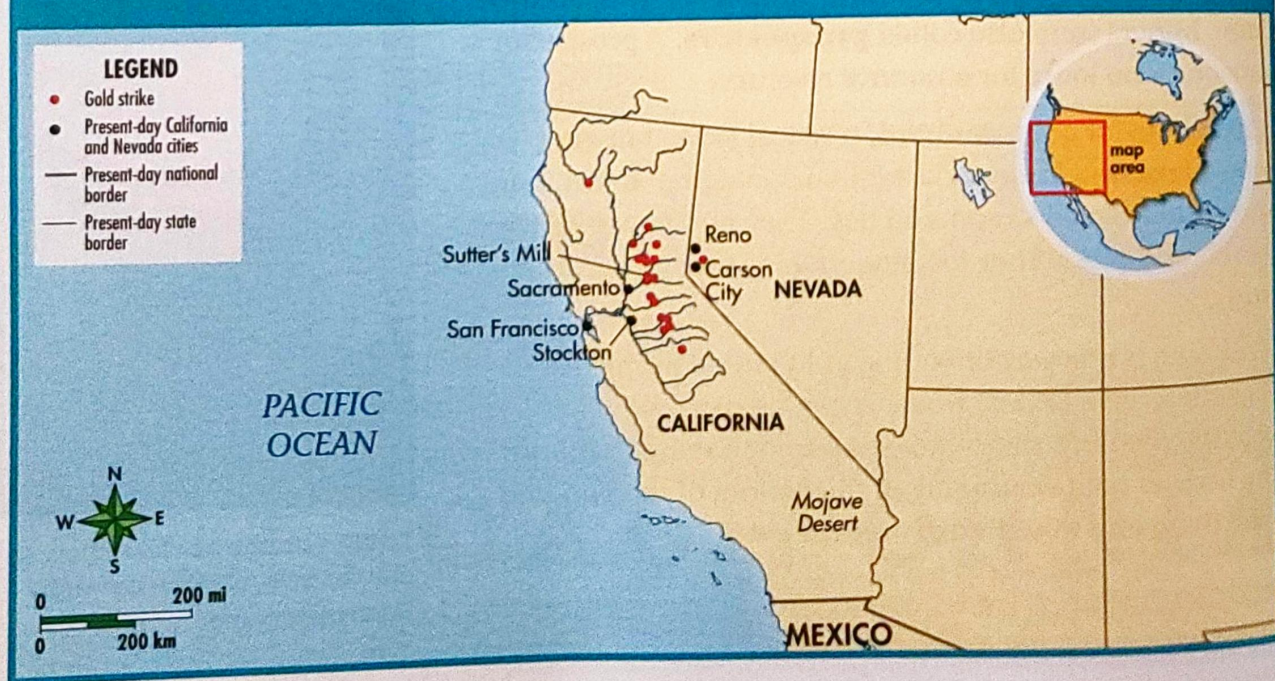 LEGEND
Gold strike
Present-day California
and Nevada cities
Present-day national
border
Present-day state
border
map
area
Reno
Sutter's Mill
Carson
City
NEVADA
Sacramento
San Francisco
Stockton
PACIFIC
OCEAN
CALIFORNIA
Mojave
Desert
N
W
E
S
0
200 mi
0
200 km
MEXICO